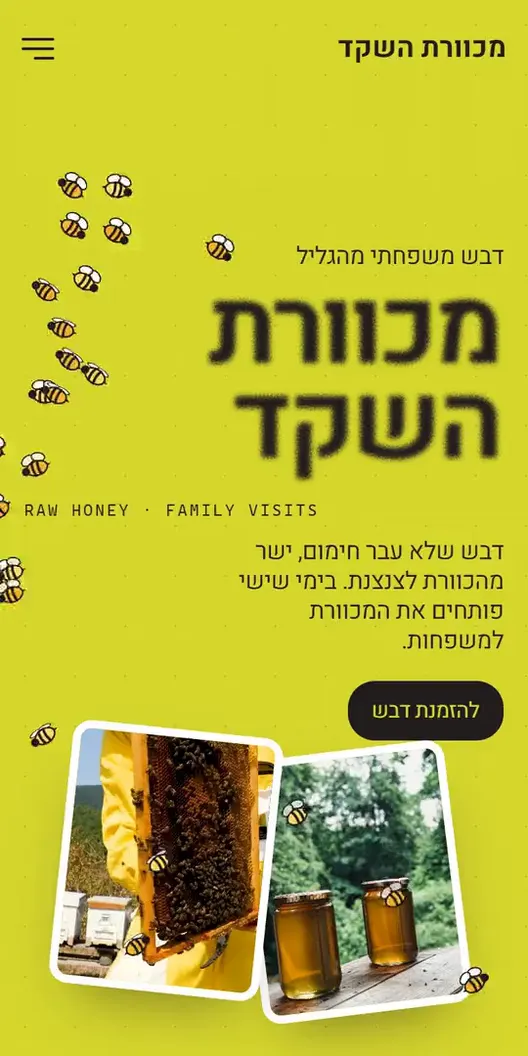 מכוורת השקד
דבש משפחתי מהגליל
מכוורת
השקד
RAW HONEY · FAMILY VISITS
דבש שלא עבר חימום, ישר
מהכוורת לצנצנת. בימי שישי
פותחים את המכוורת
למשפחות.
להזמנת דבש